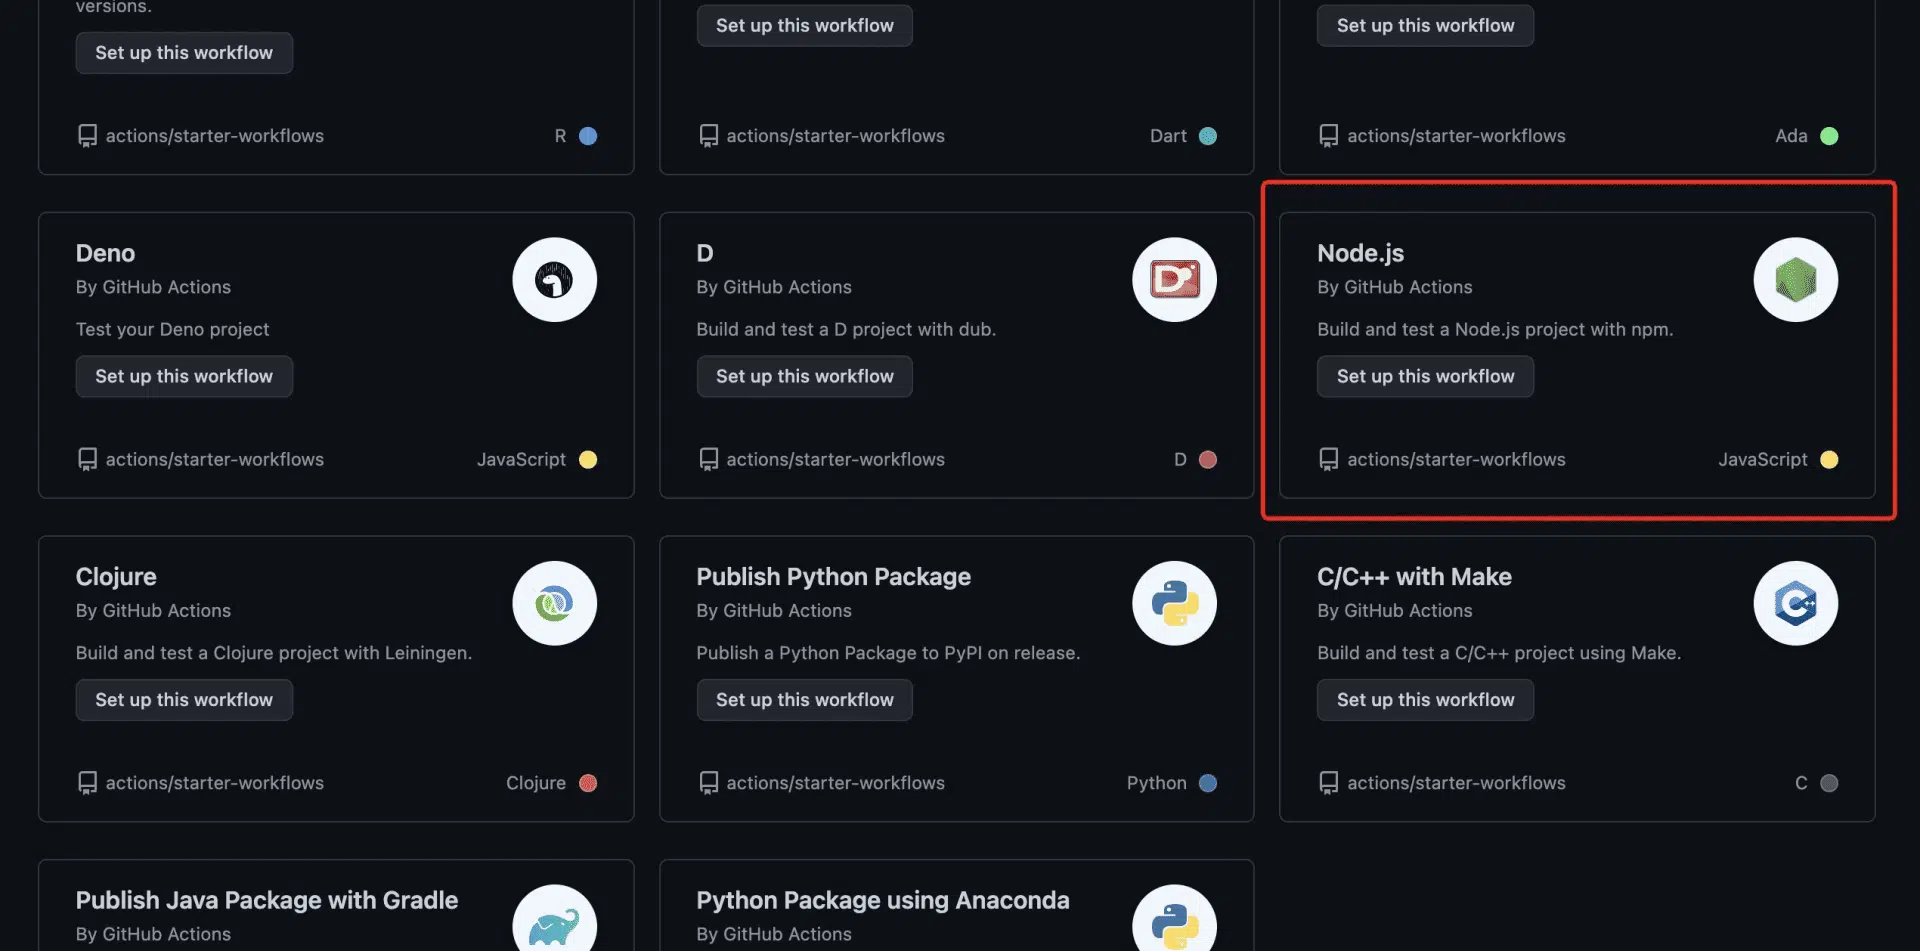 versions.
Set up this workflow
Set up this workflow
Set up this workflow
actions/starter-workflows R
actions/starter-workflows Dart
actions/starter-workflows Ada
Deno
By GitHub Actions
Test your Deno project
Set up this workflow
actions/starter-workflows JavaScript
D
By GitHub Actions
Build and test a D project with dub.
Set up this workflow
actions/starter-workflows D
Node.js
By GitHub Actions
Build and test a Node.js project with npm.
Set up this workflow
actions/starter-workflows JavaScript
Clojure
By GitHub Actions
Build and test a Clojure project with Leiningen.
Set up this workflow
actions/starter-workflows Clojure
Publish Python Package
By GitHub Actions
Publish a Python Package to PyPI on release.
Set up this workflow
actions/starter-workflows Python
C/C++ with Make
By GitHub Actions
Build and test a C/C++ project using Make.
Set up this workflow
actions/starter-workflows C
Publish Java Package with Gradle
By GitHub Actions
Python Package using Anaconda
By GitHub Actions